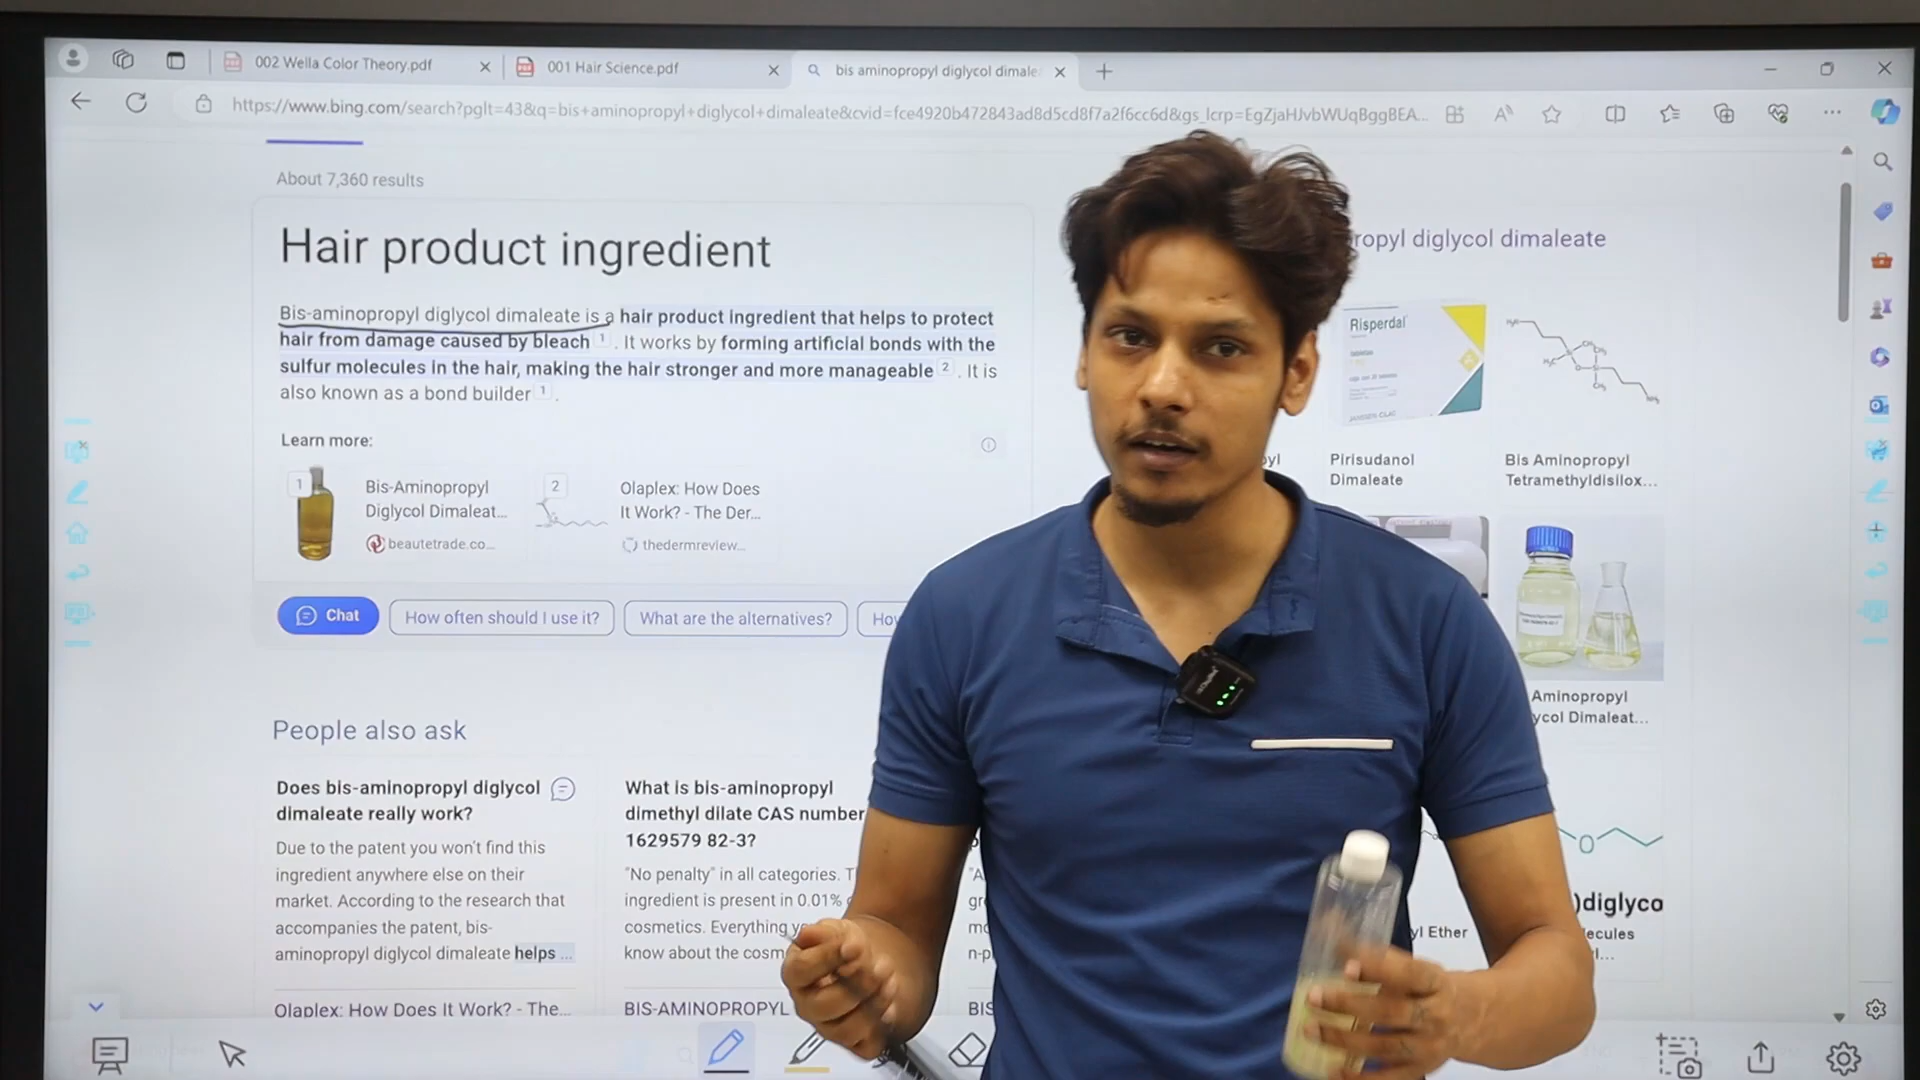 002 Wella Color Theory.pdf
001 Hair Science.pdf
bis aminopropyl diglycol dimale
https://www.bing.com/search?pglt=43&q=bis+aminopropyl+diglycol+dimaleate&cvid=fce4920b472843ad8d5cd8f7a2f6cc6d&gs_lcrp=EgZjaHJvbWUqBggBEA...
About 7,360 results
Hair product ingredient
Bis-aminopropyl diglycol dimaleate is a hair product ingredient that helps to protect
hair from damage caused by bleach 1 . It works by forming artificial bonds with the
sulfur molecules in the hair, making the hair stronger and more manageable 2 . It is
also known as a bond builder 1 .
Learn more:
1
Bis-Aminopropyl
Diglycol Dimaleat...
beautetrade.co...
2
Olaplex: How Does
It Work? - The Der...
thedermreview...
Chat
How often should I use it?
What are the alternatives?
How
People also ask
Does bis-aminopropyl diglycol
dimaleate really work?
Due to the patent you won't find this
ingredient anywhere else on their
market. According to the research that
accompanies the patent, bis-
aminopropyl diglycol dimaleate helps ...
Olaplex: How Does It Work? - The...
What is bis-aminopropyl
dimethyl dilate CAS number
1629579 82-3?
"No penalty" in all categories. T
ingredient is present in 0.01%
cosmetics. Everything y
know about the cosm
BIS-AMINOPROPYL
BIS
ropyl diglycol dimaleate
Risperdal
yl
Pirisudanol
Dimaleate
Bis Aminopropyl
Tetramethyldisilox...
Aminopropyl
ycol Dimaleat...
)diglyco
yl Ether
ecules